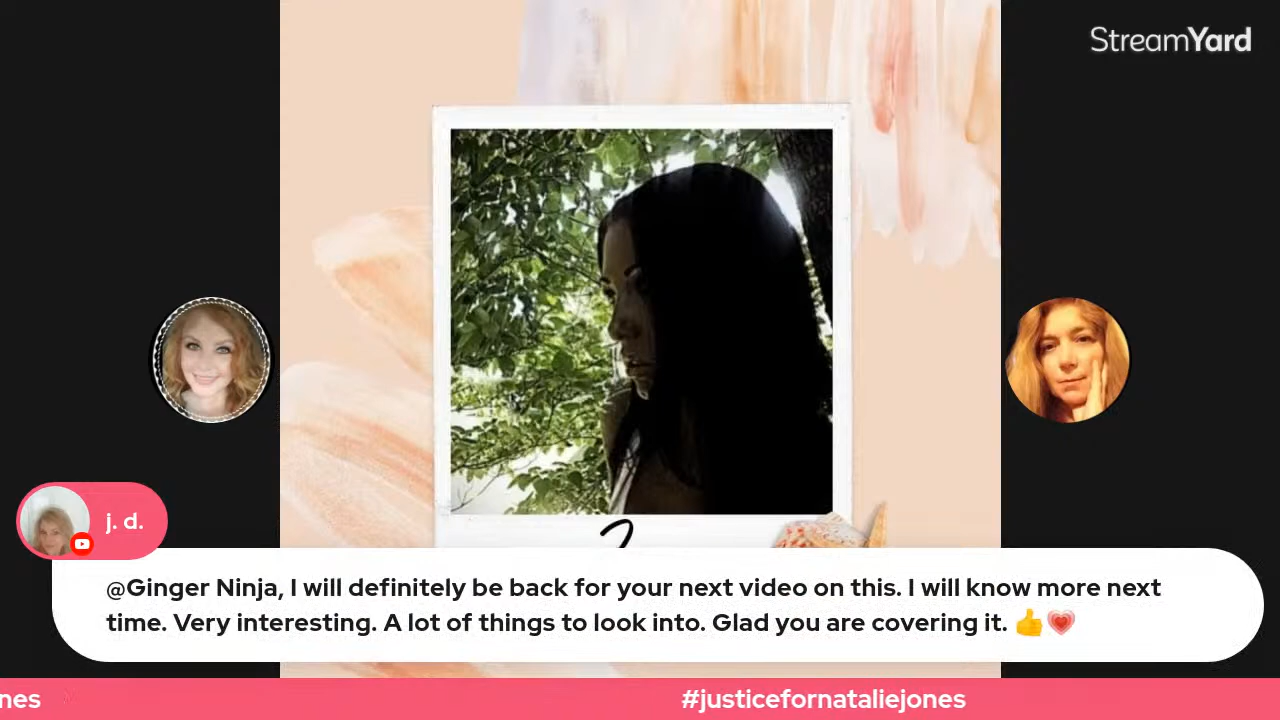 StreamYard
j. d.
@Ginger Ninja, I will definitely be back for your next video on this. I will know more next
time. Very interesting. A lot of things to look into. Glad you are covering it. 👍💗
nes
#justicefornataliejones